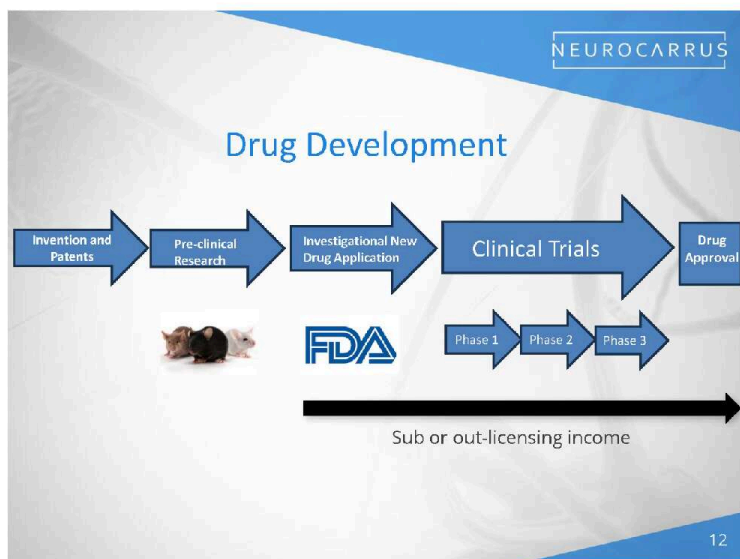 NEUROCARRUS
Drug Development
Invention and
Patents
Pre-clinical
Research
Investigational New
Drug Application
Clinical Trials
Drug
Approval
FDA
Phase 1
Phase 2
Phase 3
Sub or out-licensing income
12